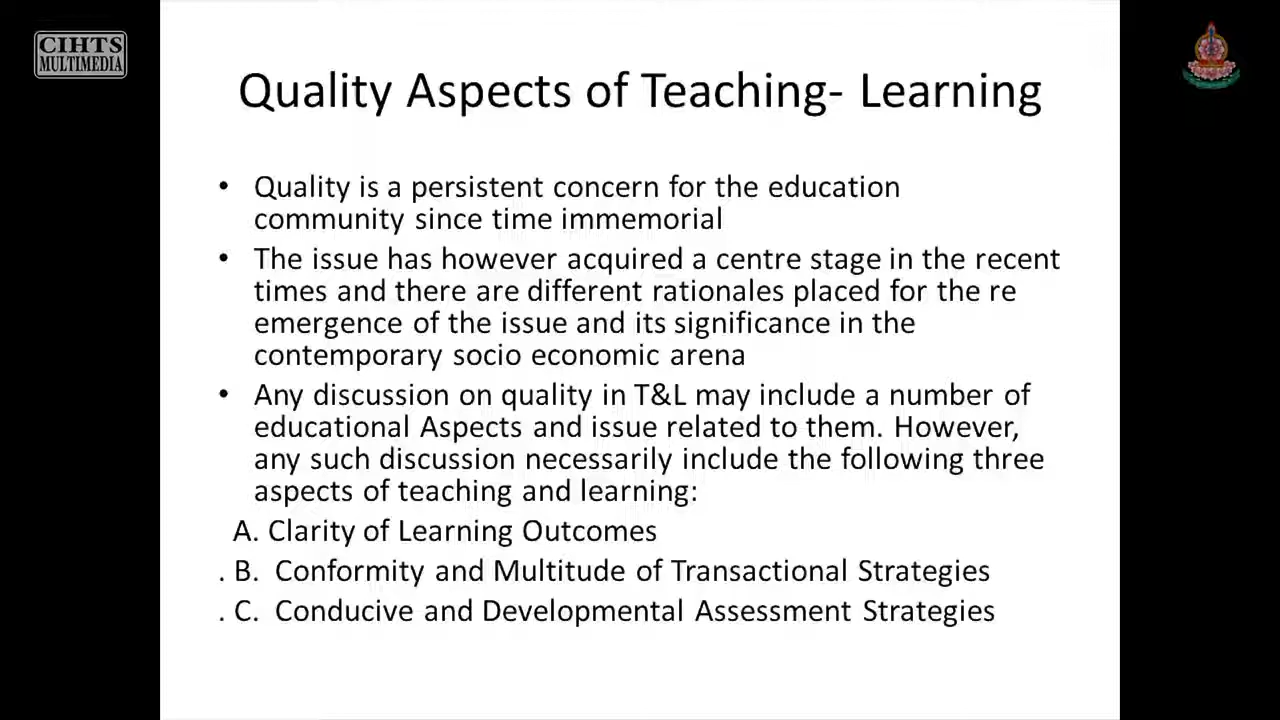 CIHTS
MULTIMEDIA
Quality Aspects of Teaching- Learning
• Quality is a persistent concern for the education
community since time immemorial
• The issue has however acquired a centre stage in the recent
times and there are different rationales placed for the re
emergence of the issue and its significance in the
contemporary socio economic arena
• Any discussion on quality in T&L may include a number of
educational Aspects and issue related to them. However,
any such discussion necessarily include the following three
aspects of teaching and learning:
A. Clarity of Learning Outcomes
. B. Conformity and Multitude of Transactional Strategies
. C. Conducive and Developmental Assessment Strategies